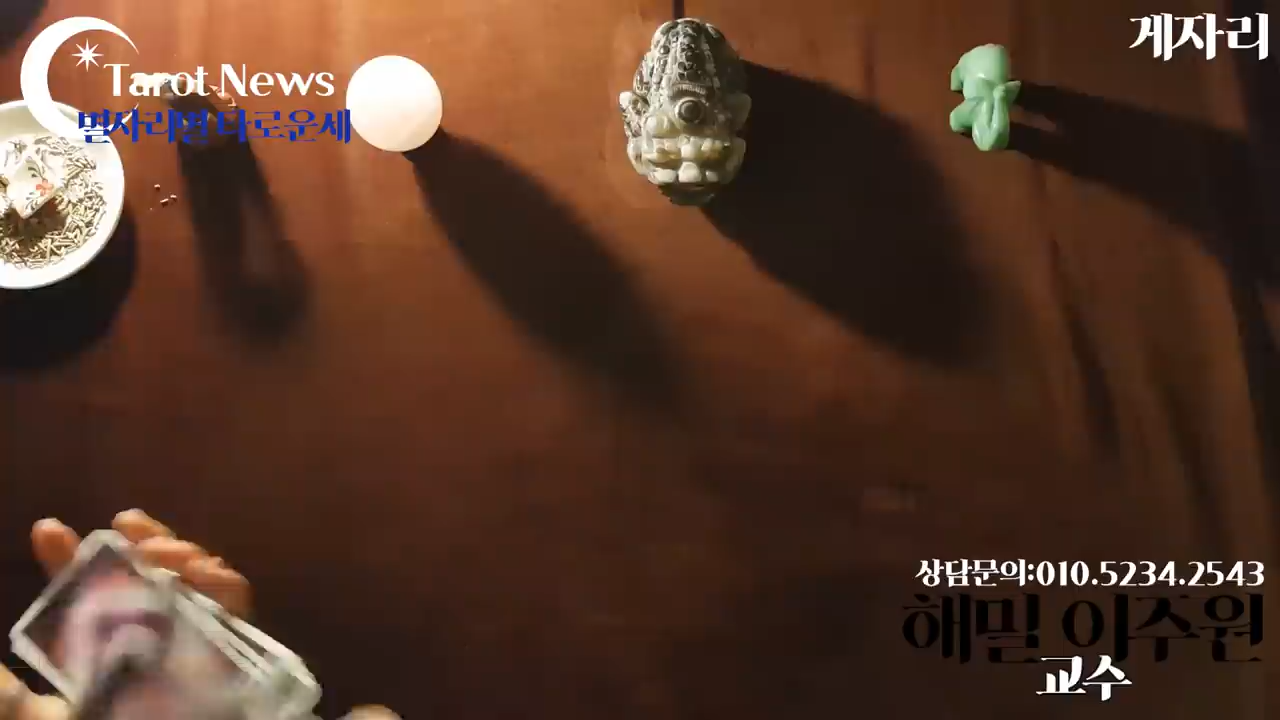 게자리
Tarot News
별자리별 타로운세
상담문의:010.5234.2543
해밀 이주원
교수